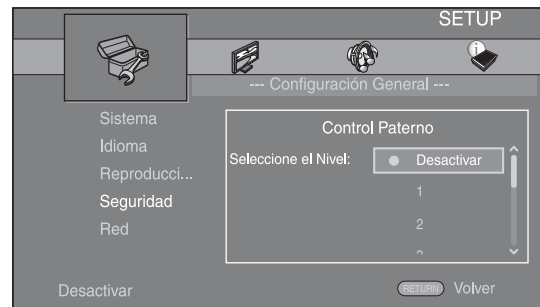 SETUP
--- Configuración General ---
Sistema
Idioma
Reproducci...
Seguridad
Red
Control Paterno
Seleccione el Nivel:
Desactivar
1
2
Desactivar
RETURN Volver